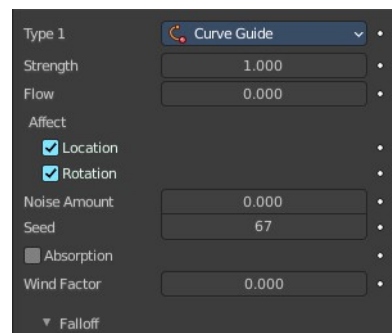 Type 1 Curve Guide
Strength 1.000
Flow 0.000
Affect
Location
Rotation
Noise Amount 0.000
Seed 67
Absorption
Wind Factor 0.000
Falloff